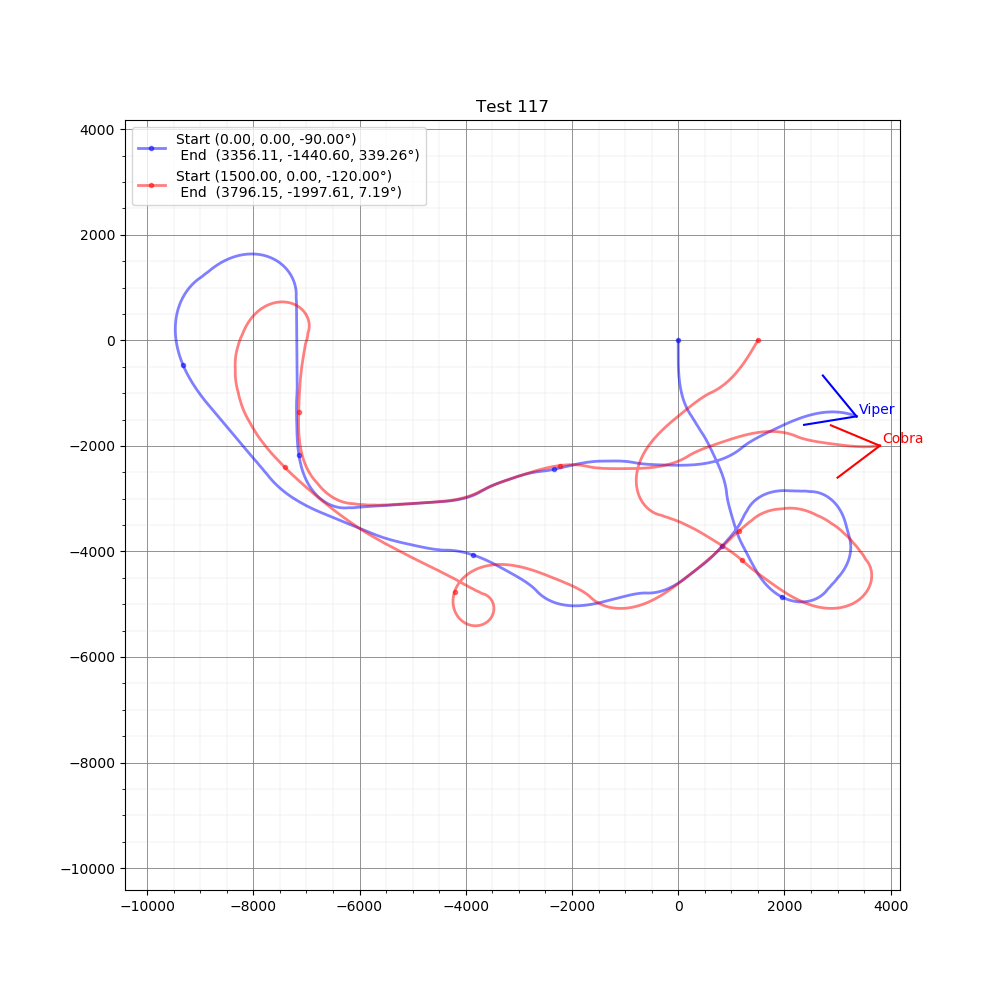 Test 117
Start (0.00, 0.00, -90.00°)
End  (3356.11, -1440.60, 339.26°)
Start (1500.00, 0.00, -120.00°)
End  (3796.15, -1997.61, 7.19°)
4000
2000
0
−2000
−4000
−6000
−8000
−10000
Viper
Cobra
−10000 −8000 −6000 −4000 −2000 0 2000 4000